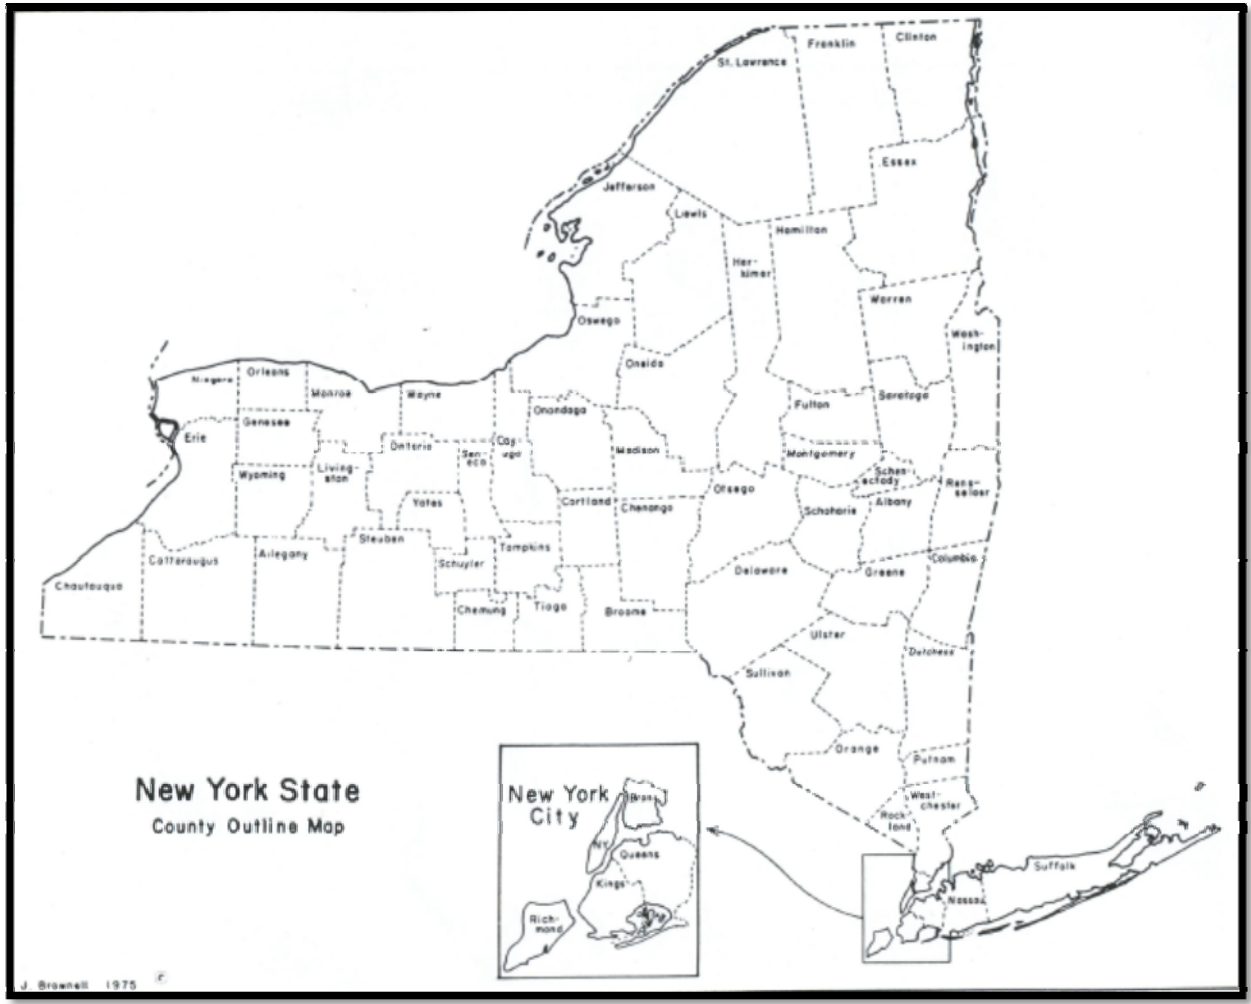 St. Lawrence
Franklin
Clinton
Essex
Jefferson
Lewis
Hamilton
Her-
kimer
Warren
Oswego
Wash-
ington
Oneida
Niagara
Orleans
Monroe
Wayne
Saratoga
Fulton
Onondaga
Genesee
Erie
Ontario
Cay-
uga
Sen-
eca
Madison
Montgomery
Schen-
ectady
Wyoming
Living-
ston
Otsego
Rens-
selaer
Yates
Cortland
Chenango
Schoharie
Albany
Steuben
Tompkins
Cattaraugus
Allegany
Schuyler
Columbia
Delaware
Greene
Chautauqua
Chemung
Tioga
Broome
Ulster
Dutchess
Sullivan
Orange
Putnam
New York State
County Outline Map
New York
City
Bronx
West-
chester
Rock-
land
NY
Queens
Kings
Rich-
mond
Suffolk
Nassau
J. Brownell 1975